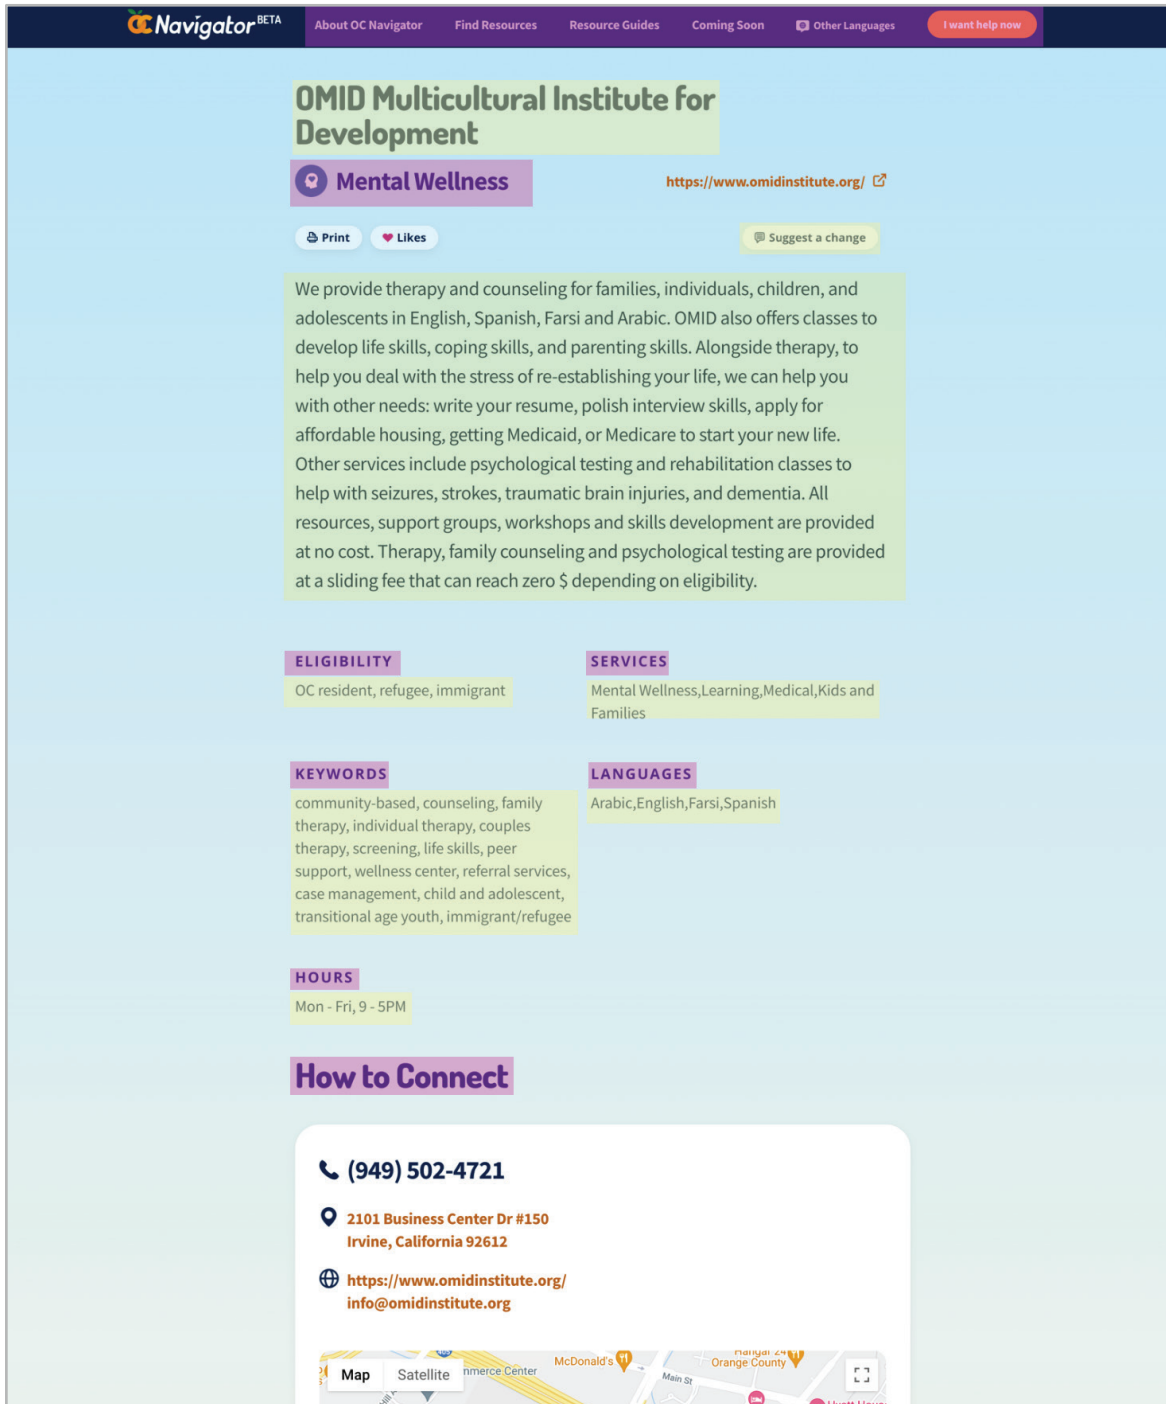 OC Navigator BETA
About OC Navigator
Find Resources
Resource Guides
Coming Soon
Other Languages
I want help now
OMID Multicultural Institute for
Development
Mental Wellness
https://www.omidinstitute.org/
Print
Likes
Suggest a change
We provide therapy and counseling for families, individuals, children, and
adolescents in English, Spanish, Farsi and Arabic. OMID also offers classes to
develop life skills, coping skills, and parenting skills. Alongside therapy, to
help you deal with the stress of re-establishing your life, we can help you
with other needs: write your resume, polish interview skills, apply for
affordable housing, getting Medicaid, or Medicare to start your new life.
Other services include psychological testing and rehabilitation classes to
help with seizures, strokes, traumatic brain injuries, and dementia. All
resources, support groups, workshops and skills development are provided
at no cost. Therapy, family counseling and psychological testing are provided
at a sliding fee that can reach zero $ depending on eligibility.
ELIGIBILITY
OC resident, refugee, immigrant
SERVICES
Mental Wellness,Learning,Medical,Kids and
Families
KEYWORDS
community-based, counseling, family
therapy, individual therapy, couples
therapy, screening, life skills, peer
support, wellness center, referral services,
case management, child and adolescent,
transitional age youth, immigrant/refugee
LANGUAGES
Arabic,English,Farsi,Spanish
HOURS
Mon - Fri, 9 - 5PM
How to Connect
(949) 502-4721
2101 Business Center Dr #150
Irvine, California 92612
https://www.omidinstitute.org/
info@omidinstitute.org
Map
Satellite
Center
McDonald's
Main St
Hangar 24
Orange County